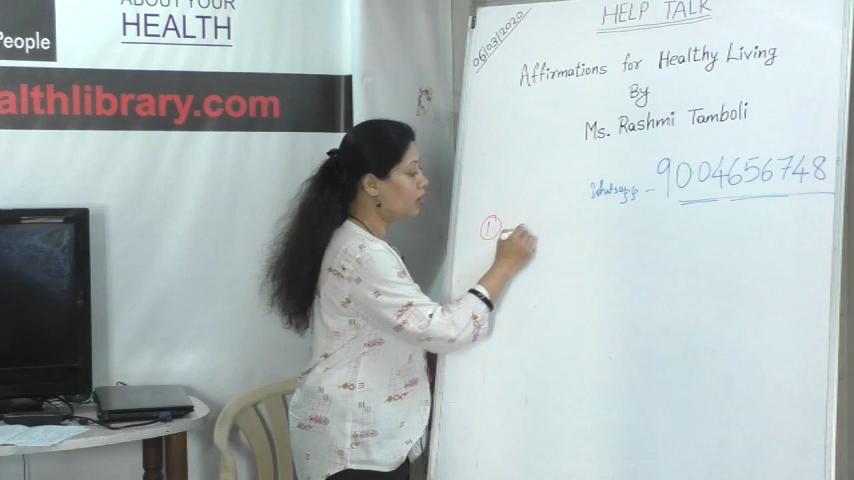 ABOUT YOUR
HEALTH
People
althlibrary.com
06/03/2020
HELP TALK
Affirmations for Healthy Living
By
Ms. Rashmi Tamboli
Whatsapp - 9004656748
1